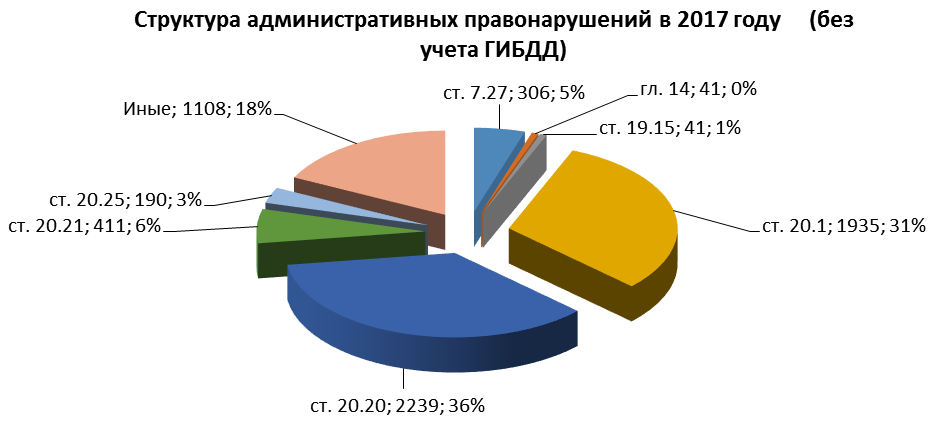 Структура административных правонарушений в 2017 году (без
учета ГИБДД)
ст. 7.27; 306; 5%
гл. 14; 41; 0%
ст. 19.15; 41; 1%
Иные; 1108; 18%
ст. 20.25; 190; 3%
ст. 20.21; 411; 6%
ст. 20.1; 1935; 31%
ст. 20.20; 2239; 36%